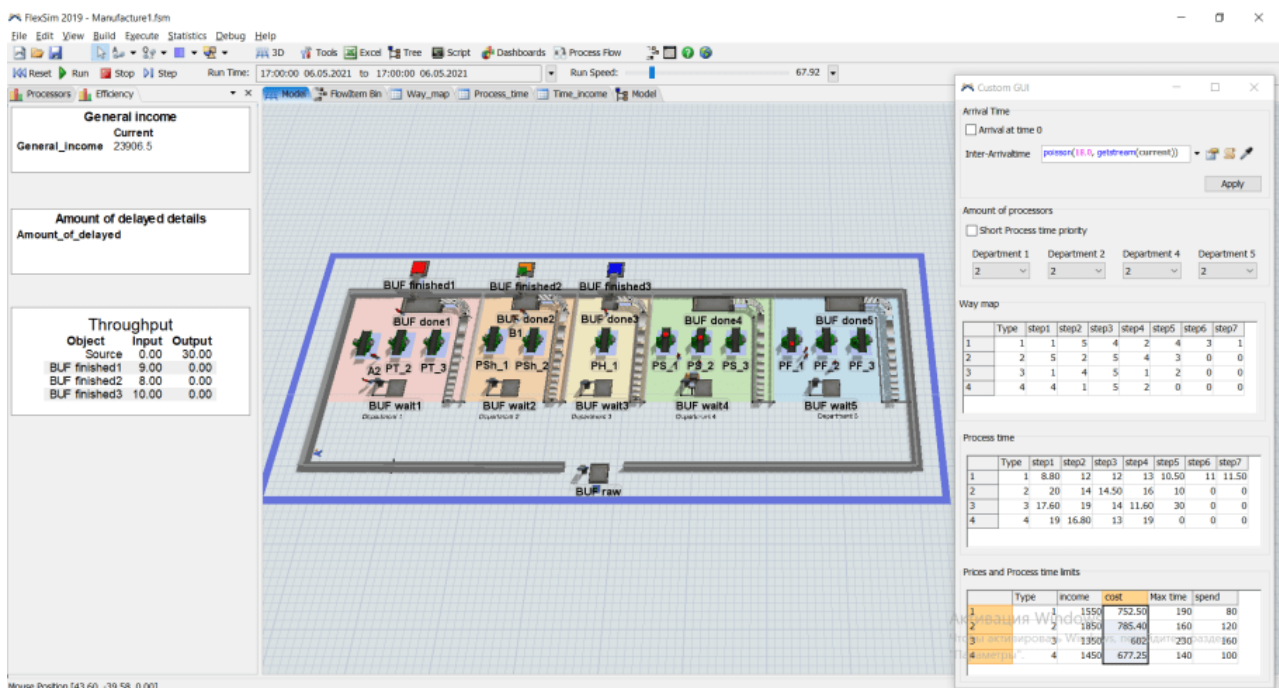 FlexSim 2019 - Manufacture1.fsm
File Edit View Build Execute Statistics Debug Help
3D Tools Excel Tree Script Dashboards Process Flow
Reset Run Stop Step Run Time: 17:00:00 06.05.2021 to 17:00:00 06.05.2021 Run Speed: 67.92
Processors Efficiency Model FlowItem Bin Way_map Process_time Time_income Model
General income
Current
General_income 23906.5
Amount of delayed details
Amount_of_delayed
Throughput
Object Input Output
Source 0.00 30.00
BUF finished1 9.00 0.00
BUF finished2 8.00 0.00
BUF finished3 10.00 0.00
BUF finished1 BUF finished2 BUF finished3
BUF done1 BUF done2 BUF done3 BUF done4 BUF done5
B1
A2 PT_2 PT_3 PSh_1 PSh_2 PH_1 PS_1 PS_2 PS_3 PF_1 PF_2 PF_3
BUF wait1 BUF wait2 BUF wait3 BUF wait4 BUF wait5
Department 1 Department 2 Department 3 Department 4 Department 5
BUF raw
Custom GUI
Arrival Time
Arrival at time 0
Inter-Arrivaltime poisson(18.0, getstream(current))
Apply
Amount of processors
Short Process time priority
Department 1 Department 2 Department 4 Department 5
2 2 2 2
Way map
Type step1 step2 step3 step4 step5 step6 step7
1 1 1 5 4 2 4 3 1
2 2 5 2 5 4 3 0 0
3 3 1 4 5 1 2 0 0
4 4 4 1 5 2 0 0 0
Process time
Type step1 step2 step3 step4 step5 step6 step7
1 1 8.80 12 12 13 10.50 11 11.50
2 2 20 14 14.50 16 10 0 0
3 3 17.60 19 14 11.60 30 0 0
4 4 19 16.80 13 19 0 0 0
Prices and Process time limits
Type income cost Max time spend
1 1 1550 752.50 190 80
2 2 1850 785.40 160 120
3 3 1350 602 230 160
4 4 1450 677.25 140 100
Активация Windows
Чтобы активировать Windows, перейдите в раздел
"Параметры".
Mouse Position [43.60, -39.58, 0.00]